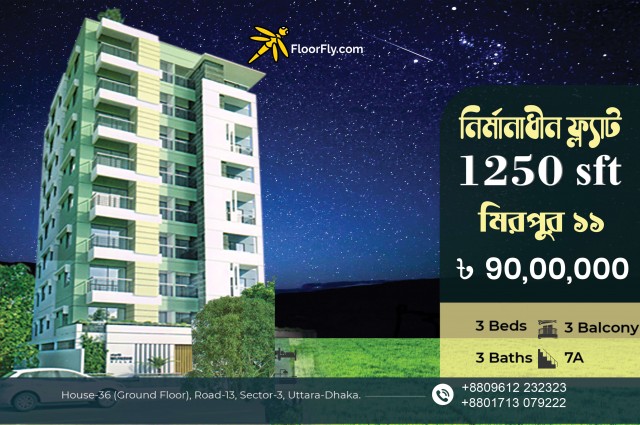 FloorFly.com
নির্মানাধীন ফ্ল্যাট
1250 sft
মিরপুর ১১
৳ 90,00,000
3 Beds
3 Balcony
3 Baths
7A
House-36 (Ground Floor), Road-13, Sector-3, Uttara-Dhaka.
+8809612 232323
+8801713 079222